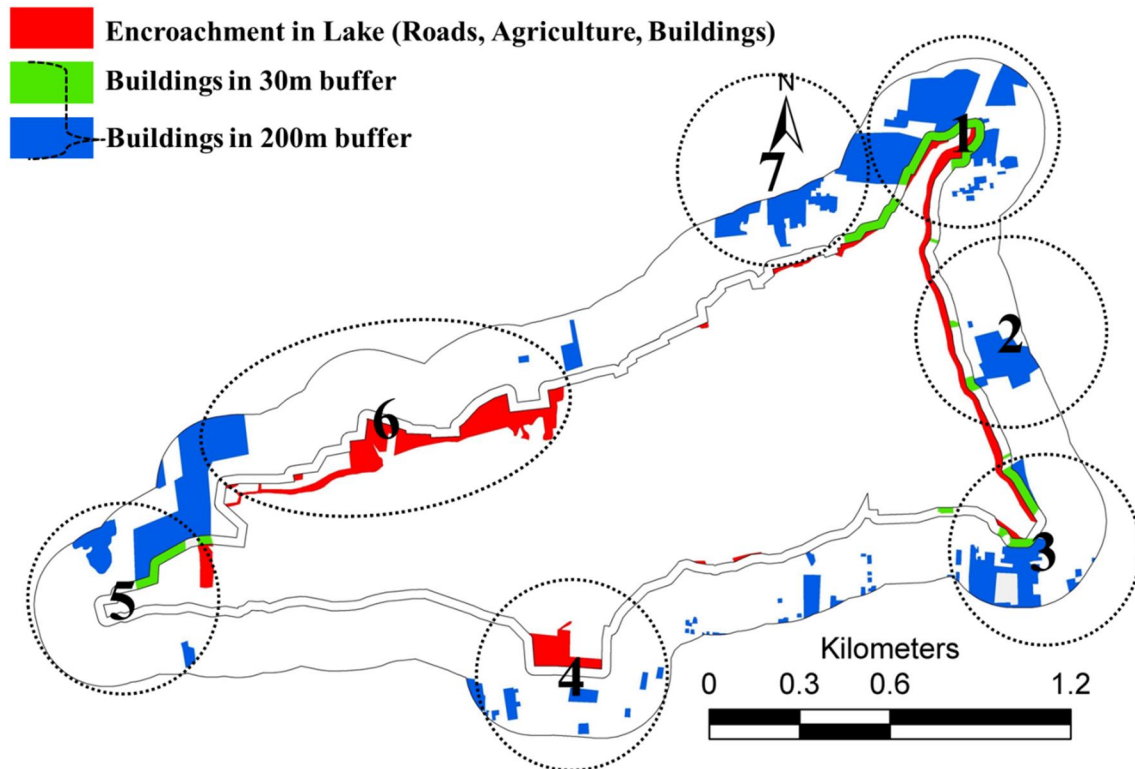 Encroachment in Lake (Roads, Agriculture, Buildings)
Buildings in 30m buffer
Buildings in 200m buffer
N
1
7
2
6
3
5
4
Kilometers
0 0.3 0.6 1.2